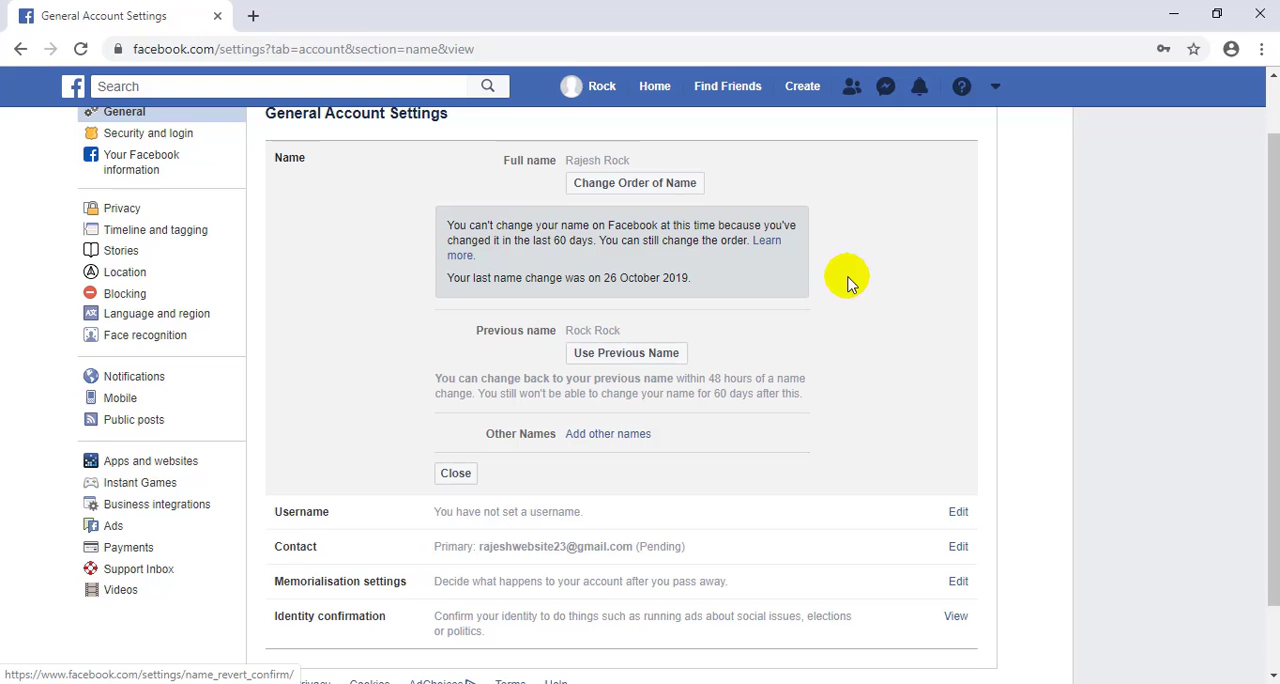 General Account Settings
facebook.com/settings?tab=account&section=name&view
Search
Rock
Home
Find Friends
Create
General
Security and login
Your Facebook
information
Privacy
Timeline and tagging
Stories
Location
Blocking
Language and region
Face recognition
Notifications
Mobile
Public posts
Apps and websites
Instant Games
Business integrations
Ads
Payments
Support Inbox
Videos
General Account Settings
Name
Full name Rajesh Rock
Change Order of Name
You can't change your name on Facebook at this time because you've
changed it in the last 60 days. You can still change the order. Learn
more.
Your last name change was on 26 October 2019.
Previous name Rock Rock
Use Previous Name
You can change back to your previous name within 48 hours of a name
change. You still won't be able to change your name for 60 days after this.
Other Names Add other names
Close
Username You have not set a username. Edit
Contact Primary: rajeshwebsite23@gmail.com (Pending) Edit
Memorialisation settings Decide what happens to your account after you pass away. Edit
Identity confirmation Confirm your identity to do things such as running ads about social issues, elections View
or politics.
https://www.facebook.com/settings/name_revert_confirm/
Cookies AdChoices Terms Help